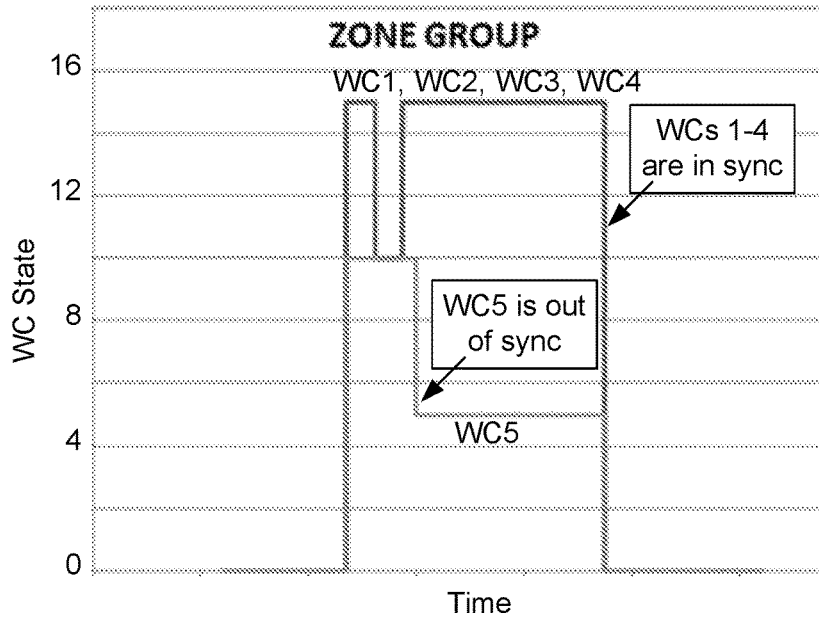 ZONE GROUP
16
WC1, WC2, WC3, WC4
WCs 1-4
are in sync
12
WC State
8
WC5 is out
of sync
4
WC5
0
Time